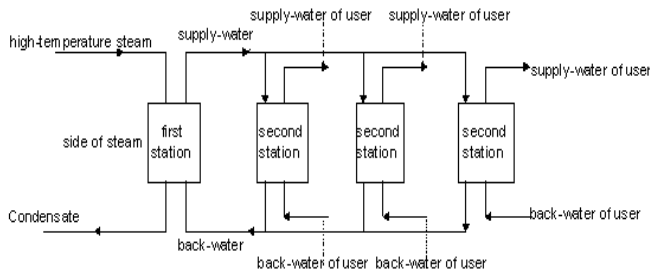 supply-water of user
supply-water of user
high-temperature steam
supply-water
supply-water of user
side of steam
first
station
second
station
second
station
second
station
Condensate
back-water
back-water of user
back-water of user
back-water of user